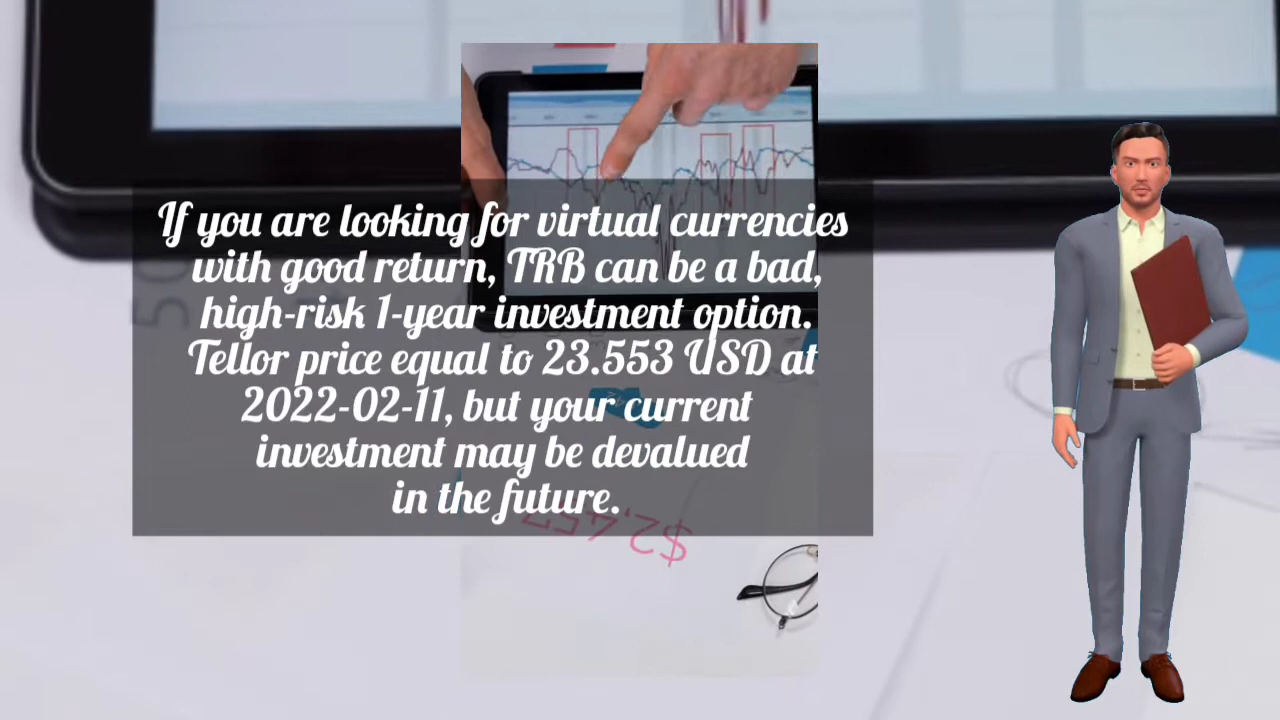 If you are looking for virtual currencies
with good return, TRB can be a bad,
high-risk 1-year investment option.
Tellor price equal to 23.553 USD at
2022-02-11, but your current
investment may be devalued
in the future.
$2,457